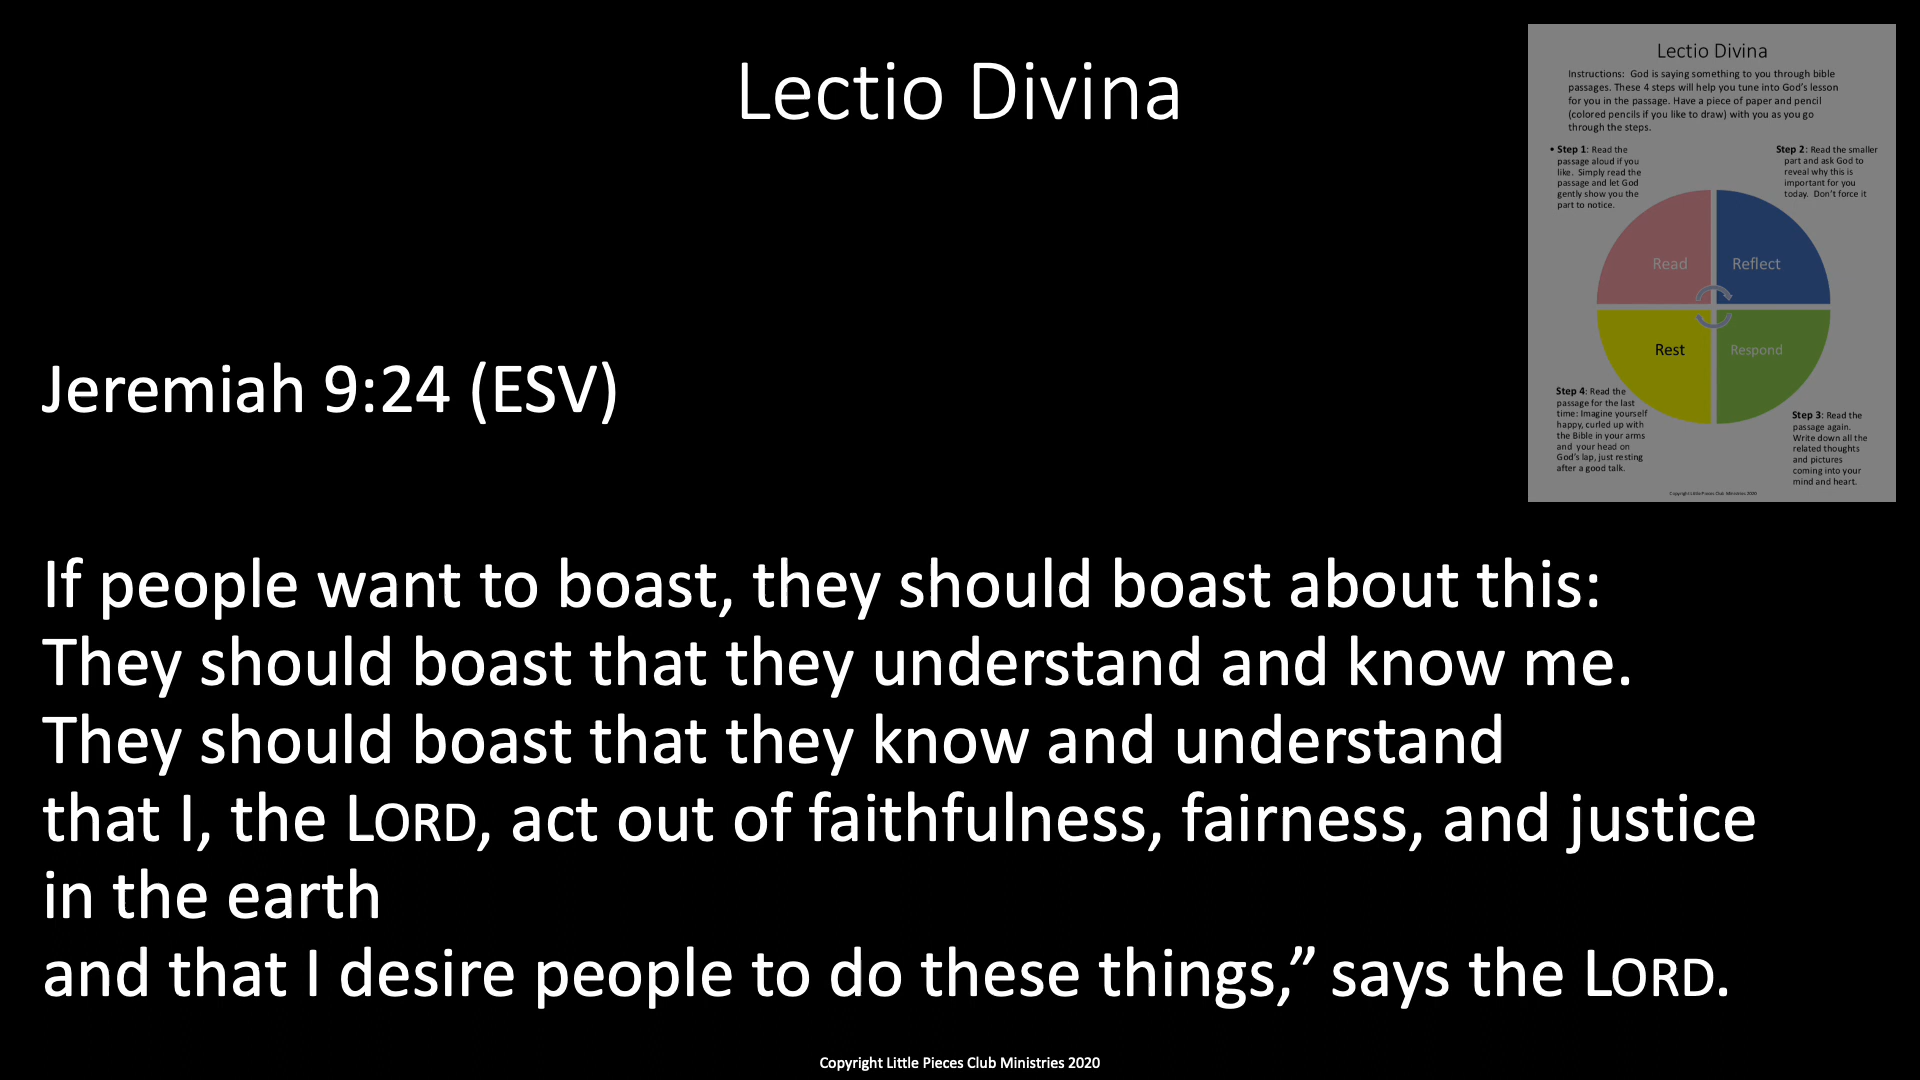 Lectio Divina
Jeremiah 9:24 (ESV)
If people want to boast, they should boast about this:
They should boast that they understand and know me.
They should boast that they know and understand
that I, the LORD, act out of faithfulness, fairness, and justice
in the earth
and that I desire people to do these things,” says the LORD.
Copyright Little Pieces Club Ministries 2020
Lectio Divina
Instructions: God is saying something to you through bible
passages. These 4 steps will help you tune into God’s lesson
for you in the passage. Have a piece of paper and pencil
(colored pencils if you like to draw) with you as you go
through the steps.
• Step 1: Read the
passage aloud if you
like. Simply read the
passage and let God
gently show you the
part to notice.
Step 2: Read the smaller
part and ask God to
reveal why this is
important for you
today. Don’t force it
Read
Reflect
Rest
Respond
Step 4: Read the
passage for the last
time: Imagine yourself
happy, curled up with
the Bible in your arms
and your head on
God’s lap, just resting
after a good talk.
Step 3: Read the
passage again.
Write down all the
related thoughts
and pictures
coming into your
mind and heart.
Copyright Little Pieces Club Ministries 2020